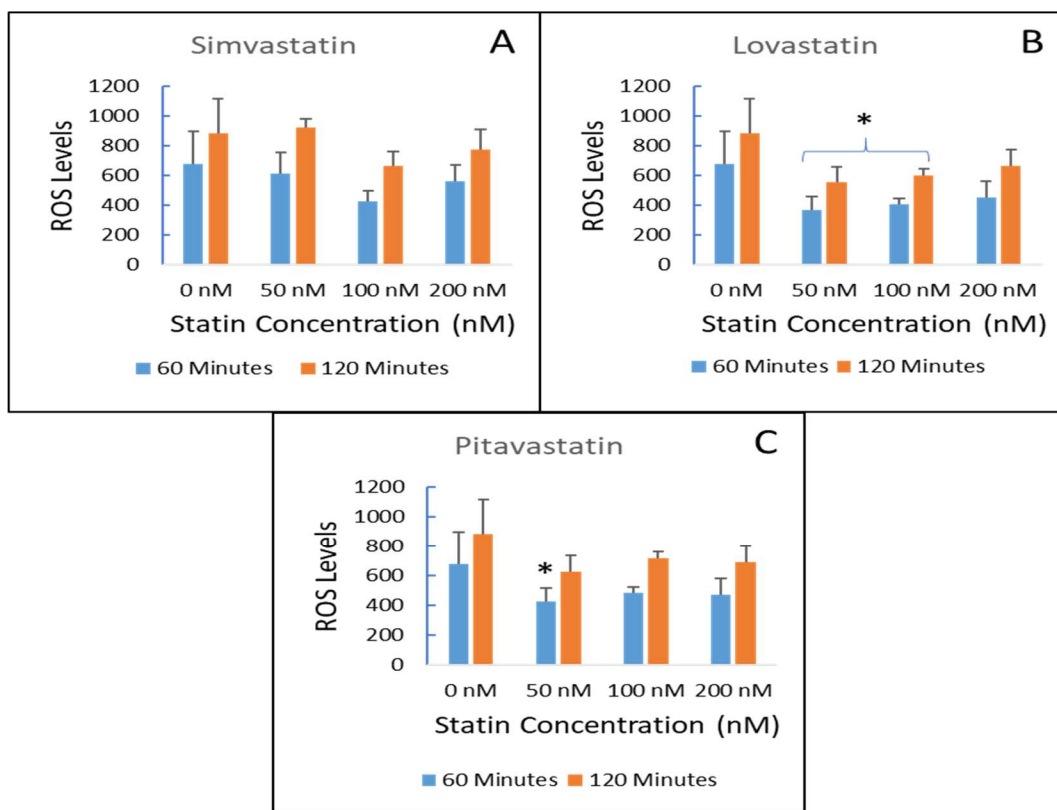 Simvastatin A
ROS Levels
1200
1000
800
600
400
200
0
0 nM 50 nM 100 nM 200 nM
Statin Concentration (nM)
60 Minutes 120 Minutes
Lovastatin B
ROS Levels
1200
1000
800
600
400
200
0
*
0 nM 50 nM 100 nM 200 nM
Statin Concentration (nM)
60 Minutes 120 Minutes
Pitavastatin C
ROS Levels
1200
1000
800
600
400
200
0
*
0 nM 50 nM 100 nM 200 nM
Statin Concentration (nM)
60 Minutes 120 Minutes